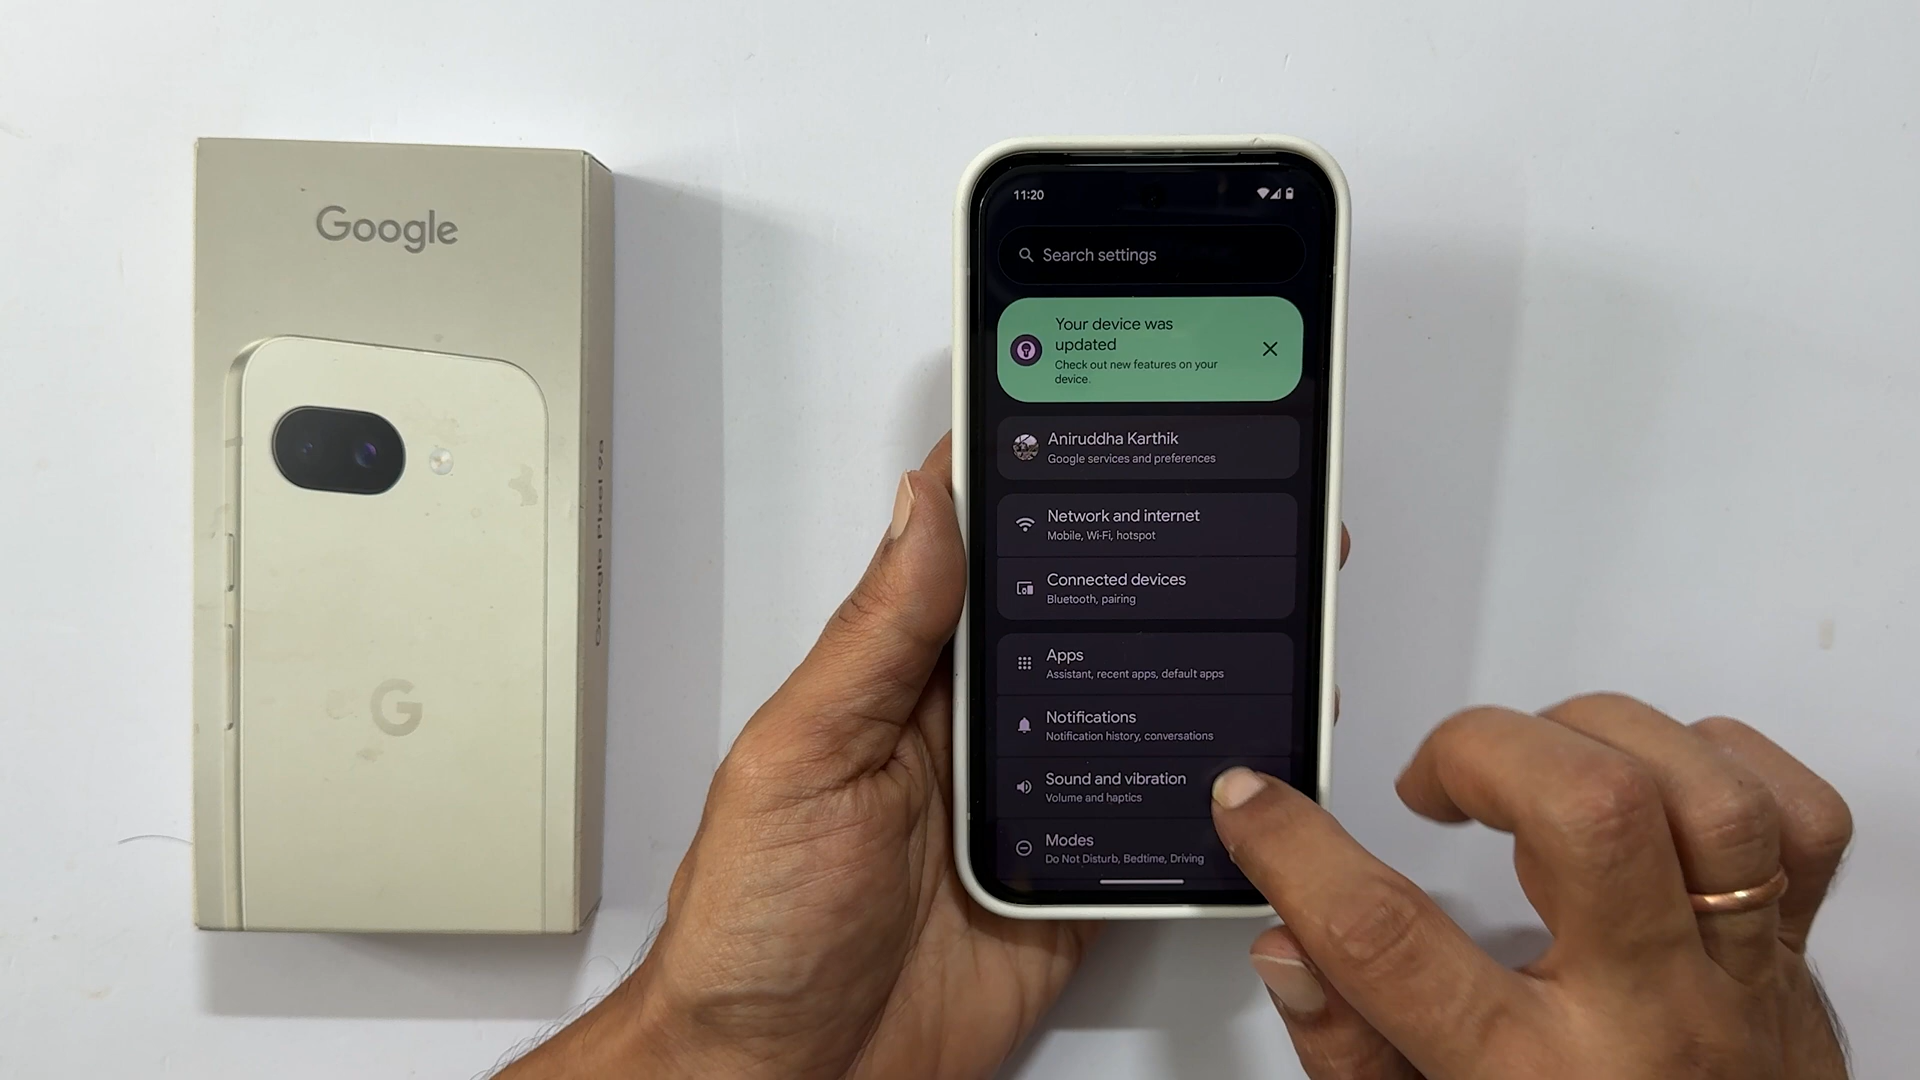 Google
G
Google Pixel 9a
11:20
Search settings
Your device was
updated
Check out new features on your
device.
Aniruddha Karthik
Google services and preferences
Network and internet
Mobile, Wi-Fi, hotspot
Connected devices
Bluetooth, pairing
Apps
Assistant, recent apps, default apps
Notifications
Notification history, conversations
Sound and vibration
Volume and haptics
Modes
Do Not Disturb, Bedtime, Driving